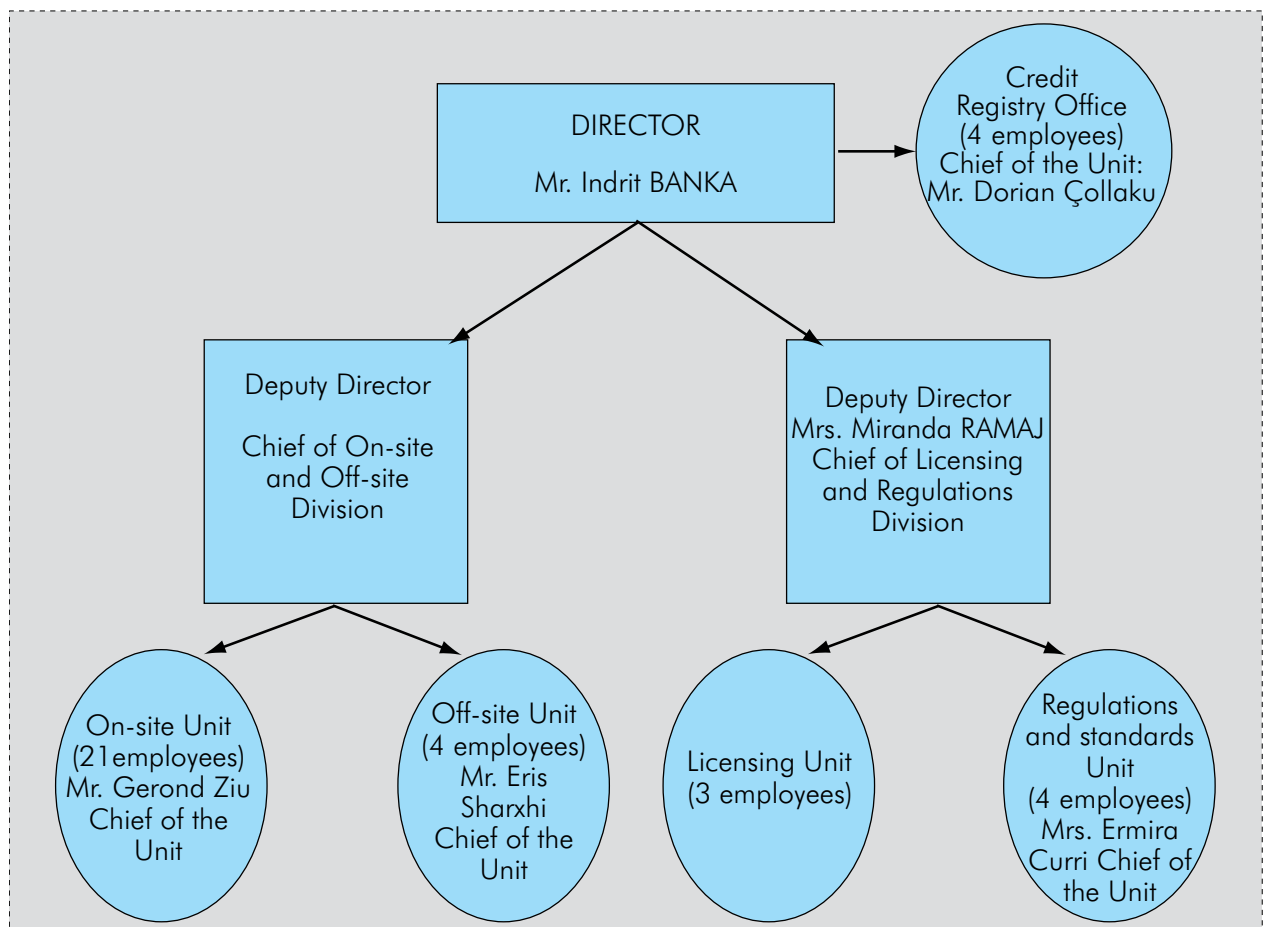 DIRECTOR
Mr. Indrit BANKA
Credit
Registry Office
(4 employees)
Chief of the Unit:
Mr. Dorian Çollaku
Deputy Director
Chief of On-site
and Off-site
Division
Deputy Director
Mrs. Miranda RAMAJ
Chief of Licensing
and Regulations
Division
On-site Unit
(21employees)
Mr. Gerond Ziu
Chief of the
Unit
Off-site Unit
(4 employees)
Mr. Eris
Sharxhi
Chief of the
Unit
Licensing Unit
(3 employees)
Regulations
and standards
Unit
(4 employees)
Mrs. Ermira
Curri Chief of
the Unit